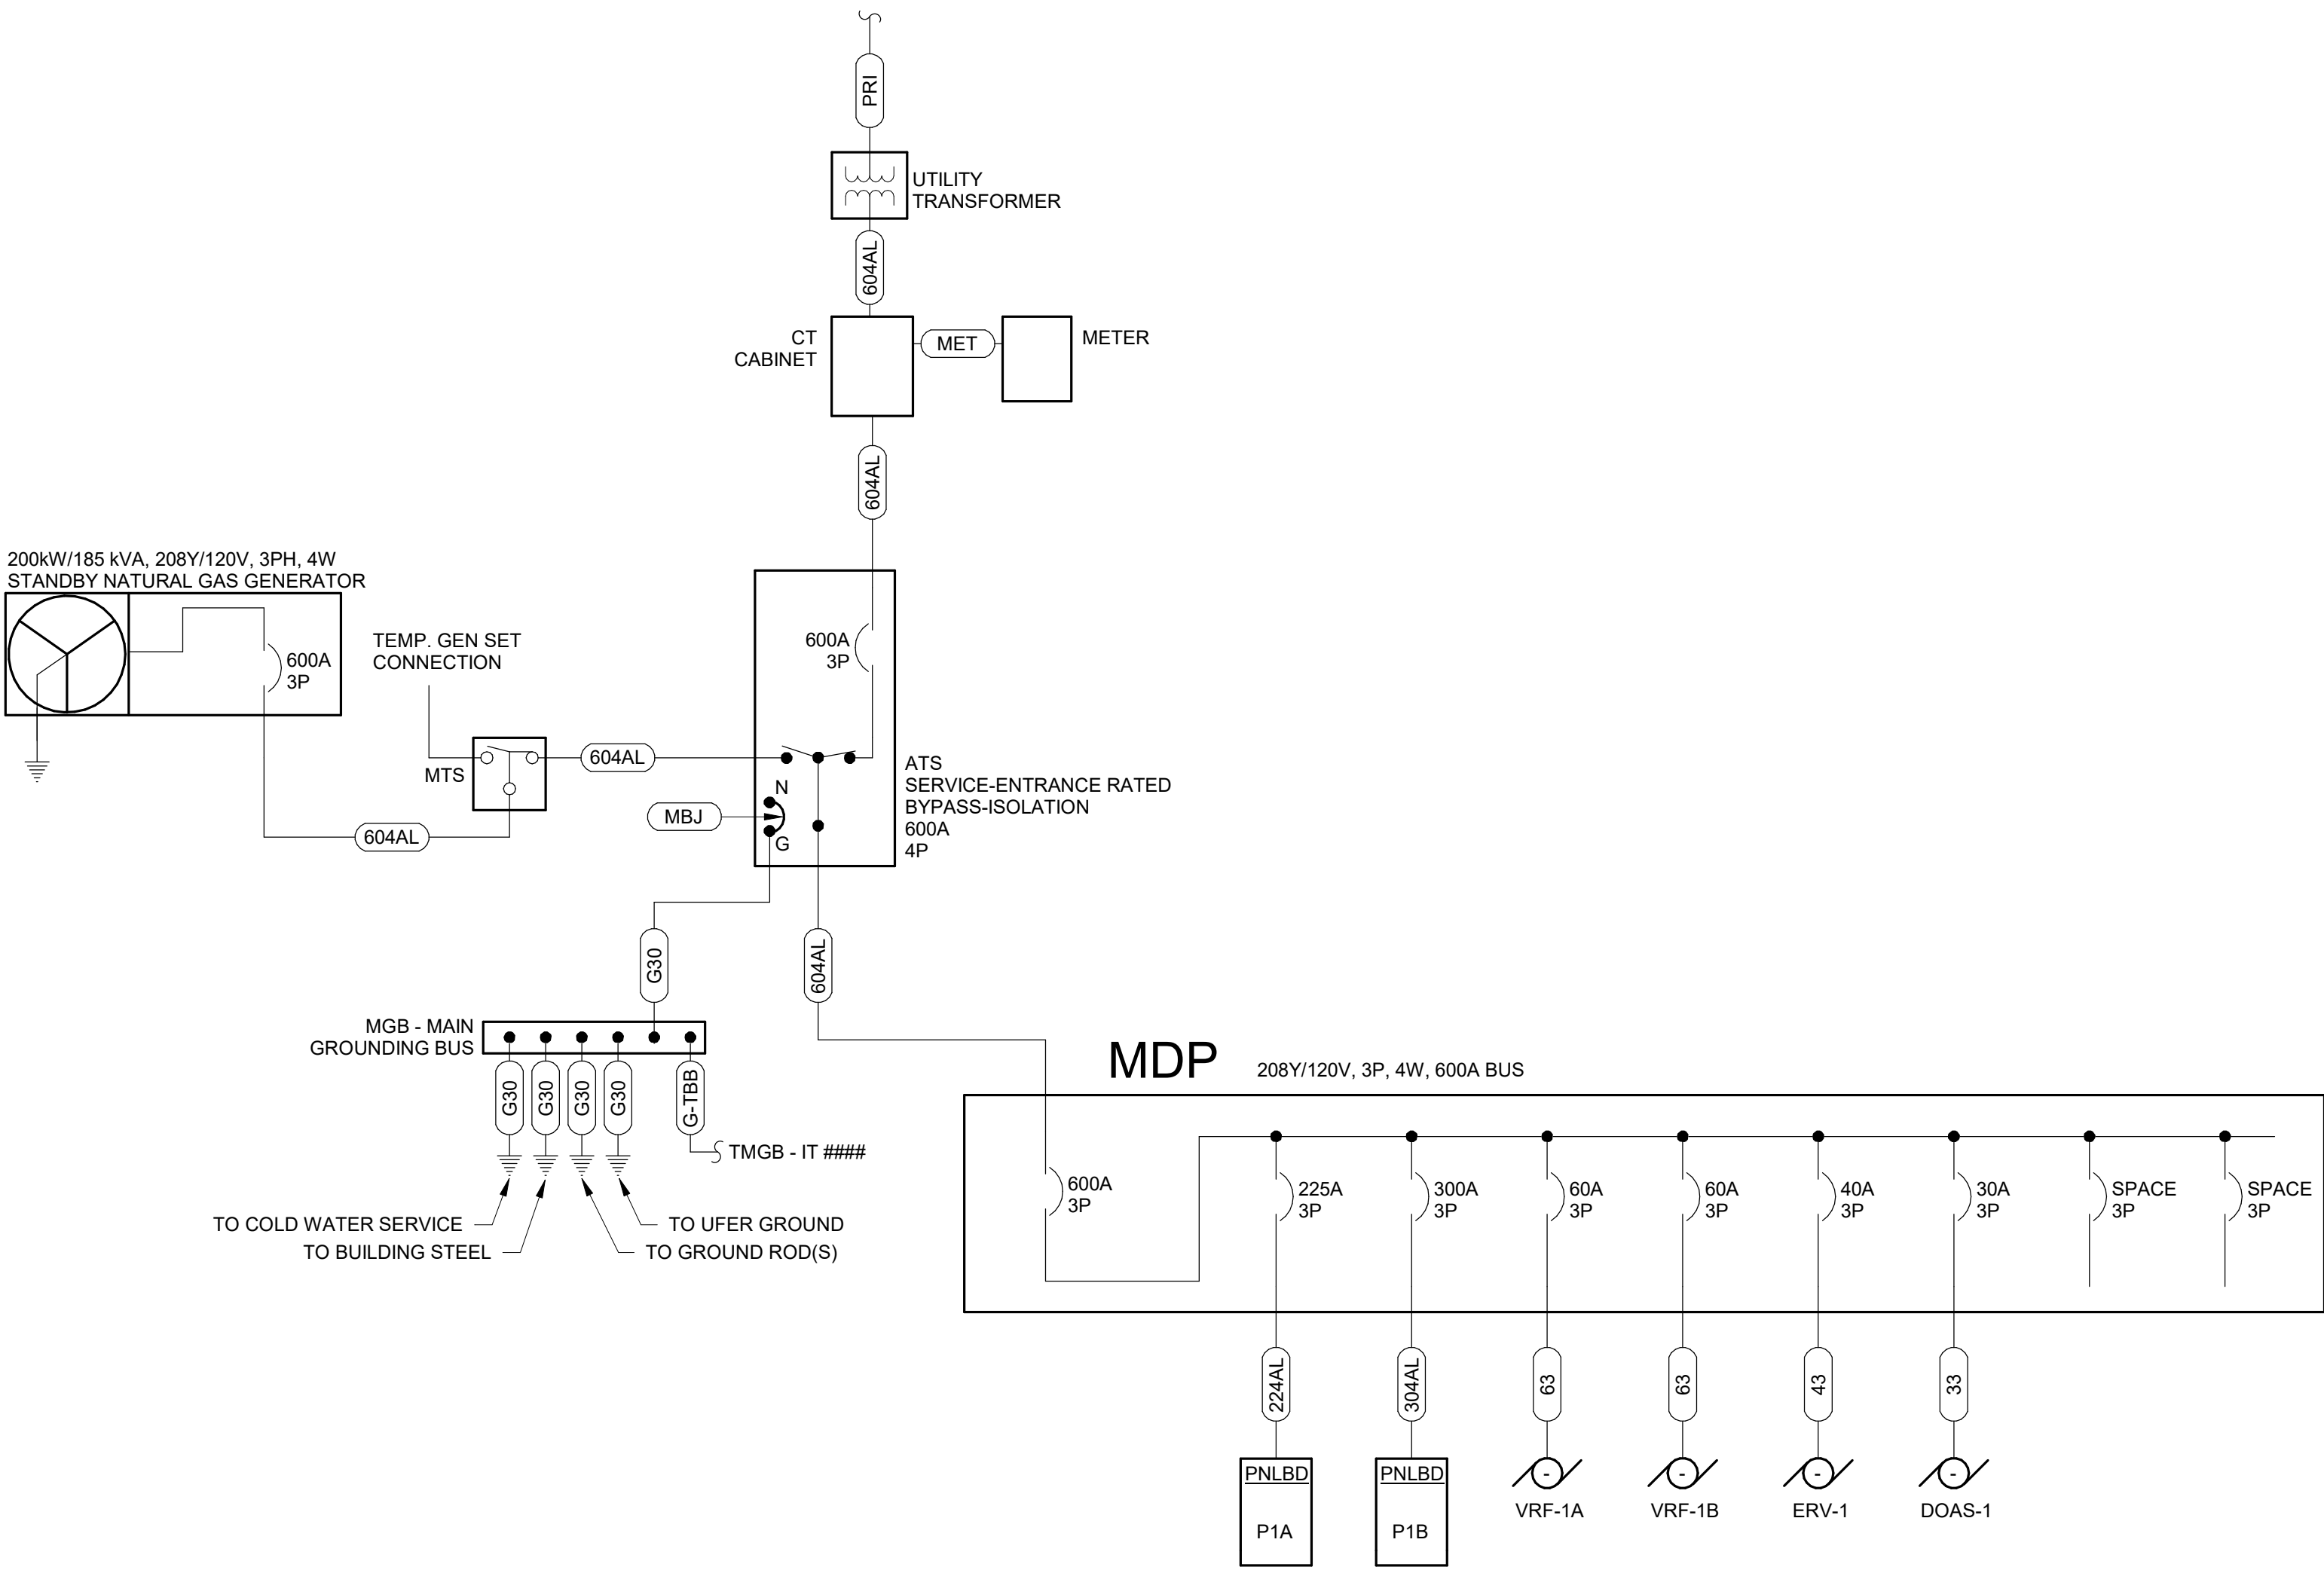 PRI
UTILITY
TRANSFORMER
604AL
CT
CABINET
MET
METER
604AL
200kW/185 kVA, 208Y/120V, 3PH, 4W
STANDBY NATURAL GAS GENERATOR
600A
3P
TEMP. GEN SET
CONNECTION
MTS
604AL
604AL
600A
3P
N
MBJ
G
ATS
SERVICE-ENTRANCE RATED
BYPASS-ISOLATION
600A
4P
G30
604AL
MGB - MAIN
GROUNDING BUS
G30
G30
G30
G30
G-TBB
TMGB - IT ####
TO COLD WATER SERVICE
TO BUILDING STEEL
TO UFER GROUND
TO GROUND ROD(S)
MDP
208Y/120V, 3P, 4W, 600A BUS
600A
3P
225A
3P
300A
3P
60A
3P
60A
3P
40A
3P
30A
3P
SPACE
3P
SPACE
3P
224AL
304AL
63
63
43
33
PNLBD
P1A
PNLBD
P1B
-
VRF-1A
-
VRF-1B
-
ERV-1
-
DOAS-1